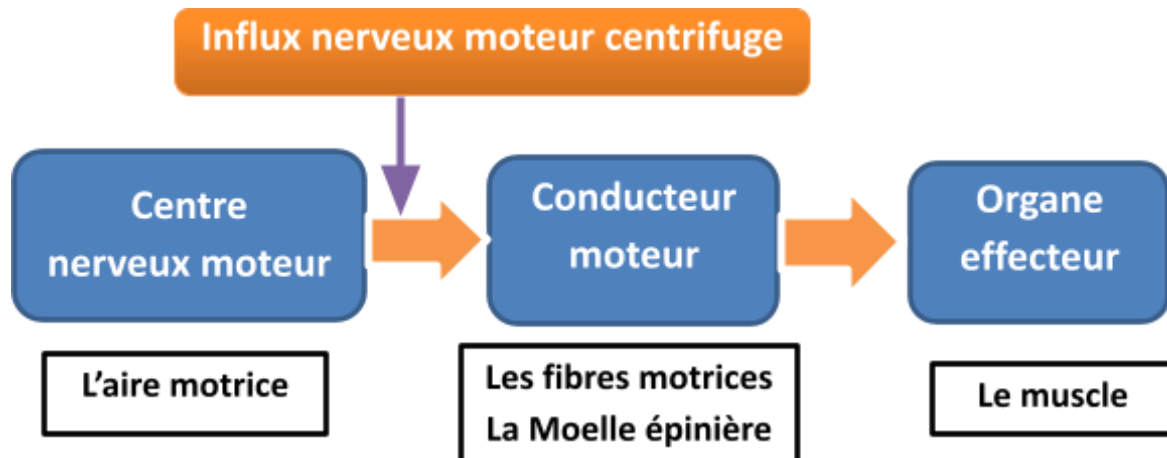 Influx nerveux moteur centrifuge
Centre
nerveux moteur
Conducteur
moteur
Organe
effecteur
L'aire motrice
Les fibres motrices
La Moelle épinière
Le muscle